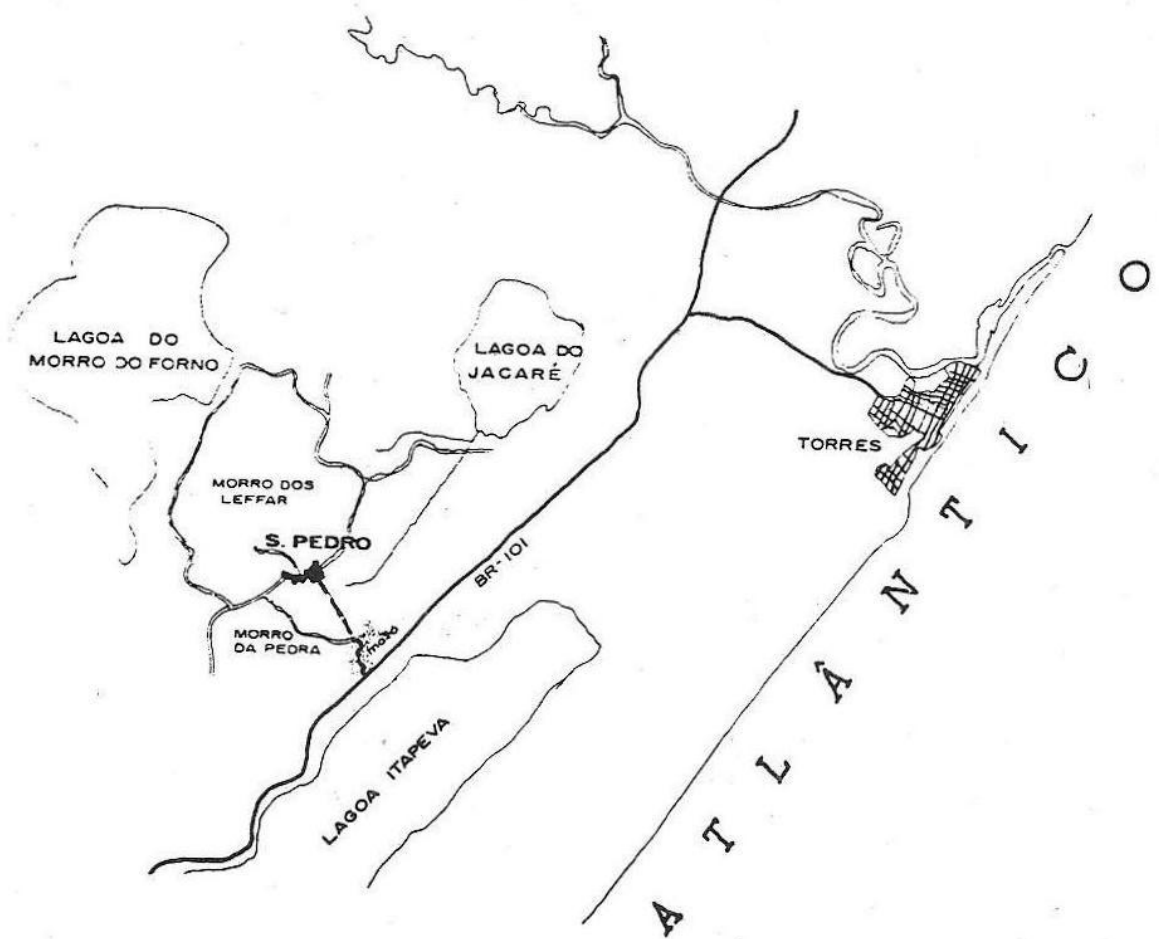 LAGOA DO
MORRO DO FORNO
LAGOA DO
JACARÉ
TORRES
MORRO DOS
LEFFAR
S. PEDRO
BR-101
MORRO
DA PEDRA
mato
LAGOA ITAPEVA
ATLÂNTICO